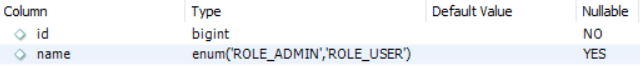 Column Type Default Value Nullable
id bigint NO
name enum('ROLE_ADMIN','ROLE_USER') YES